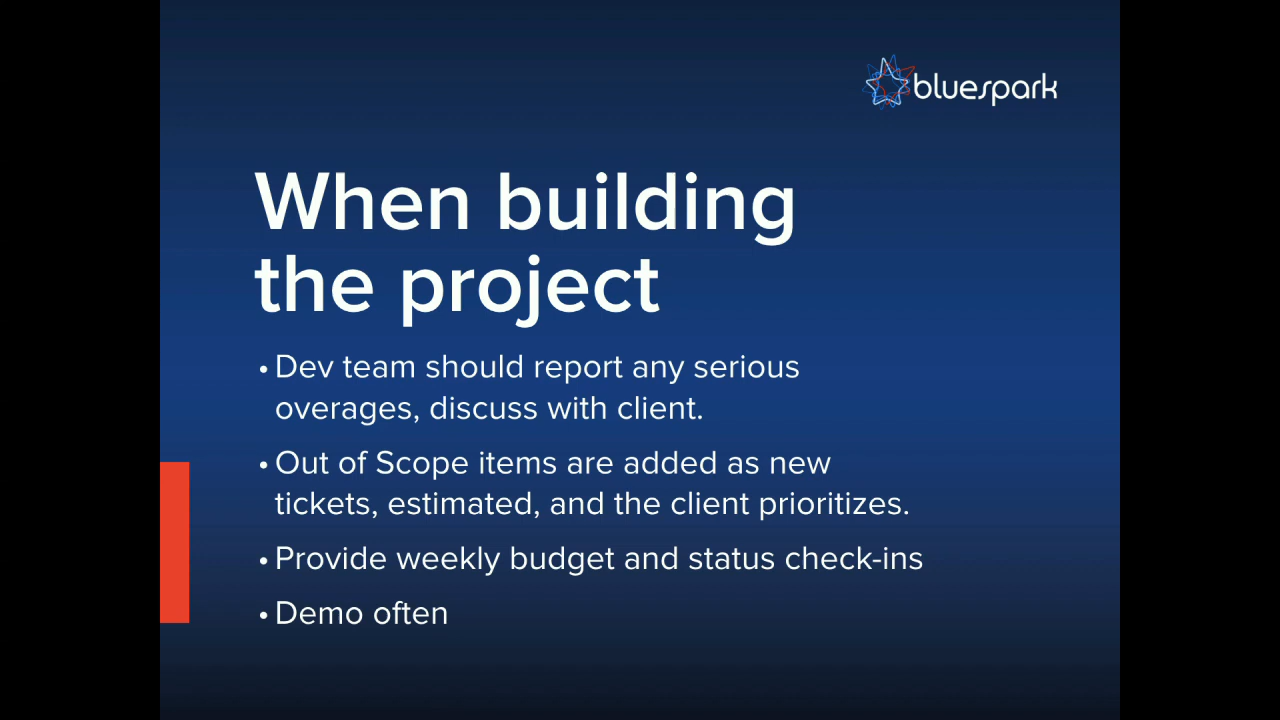 bluespark
When building
the project
• Dev team should report any serious
overages, discuss with client.
• Out of Scope items are added as new
tickets, estimated, and the client prioritizes.
• Provide weekly budget and status check-ins
• Demo often